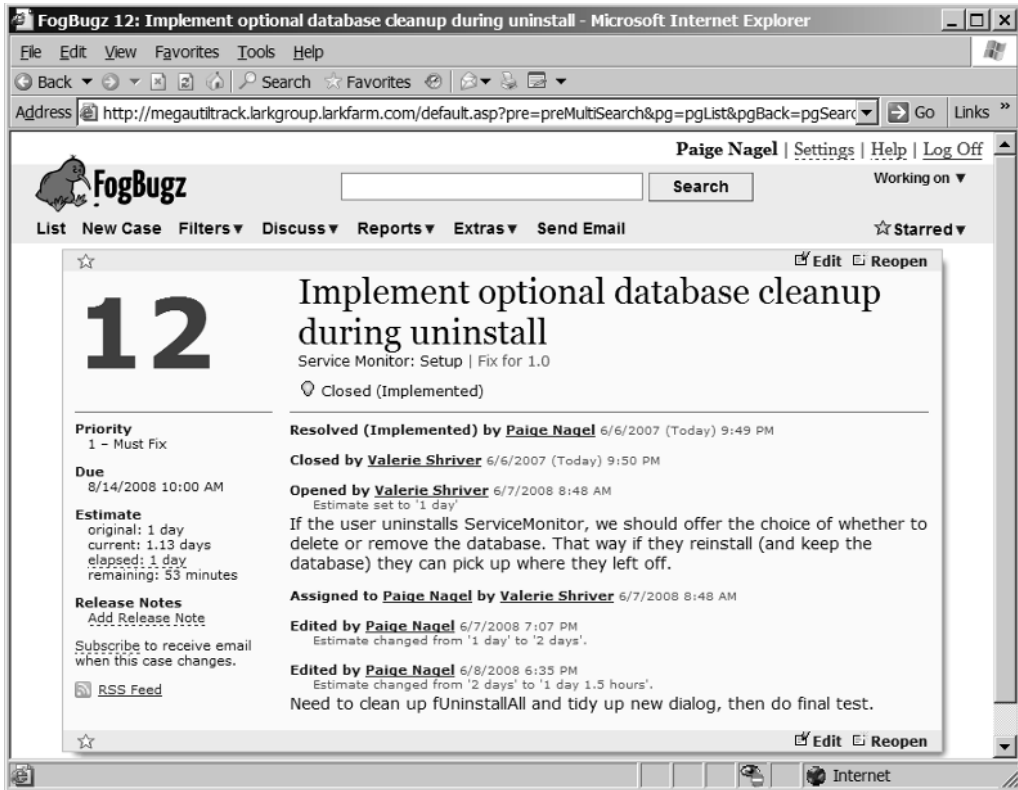 FogBugz 12: Implement optional database cleanup during uninstall - Microsoft Internet Explorer
File Edit View Favorites Tools Help
Back Search Favorites
Address http://megautiltrack.larkgroup.larkfarm.com/default.asp?pre=preMultiSearch&pg=pgList&pgBack=pgSearc Go Links »
Paige Nagel | Settings | Help | Log Off
FogBugz Search Working on ▼
List New Case Filters ▼ Discuss ▼ Reports ▼ Extras ▼ Send Email ☆ Starred ▼
Edit Reopen
12
Implement optional database cleanup
during uninstall
Service Monitor: Setup | Fix for 1.0
Closed (Implemented)
Priority
1 – Must Fix
Due
8/14/2008 10:00 AM
Estimate
original: 1 day
current: 1.13 days
elapsed: 1 day
remaining: 53 minutes
Release Notes
Add Release Note
Subscribe to receive email
when this case changes.
RSS Feed
Resolved (Implemented) by Paige Nagel 6/6/2007 (Today) 9:49 PM
Closed by Valerie Shriver 6/6/2007 (Today) 9:50 PM
Opened by Valerie Shriver 6/7/2008 8:48 AM
Estimate set to '1 day'
If the user uninstalls ServiceMonitor, we should offer the choice of whether to
delete or remove the database. That way if they reinstall (and keep the
database) they can pick up where they left off.
Assigned to Paige Nagel by Valerie Shriver 6/7/2008 8:48 AM
Edited by Paige Nagel 6/7/2008 7:07 PM
Estimate changed from '1 day' to '2 days'.
Edited by Paige Nagel 6/8/2008 6:35 PM
Estimate changed from '2 days' to '1 day 1.5 hours'.
Need to clean up fUninstallAll and tidy up new dialog, then do final test.
Edit Reopen
Internet